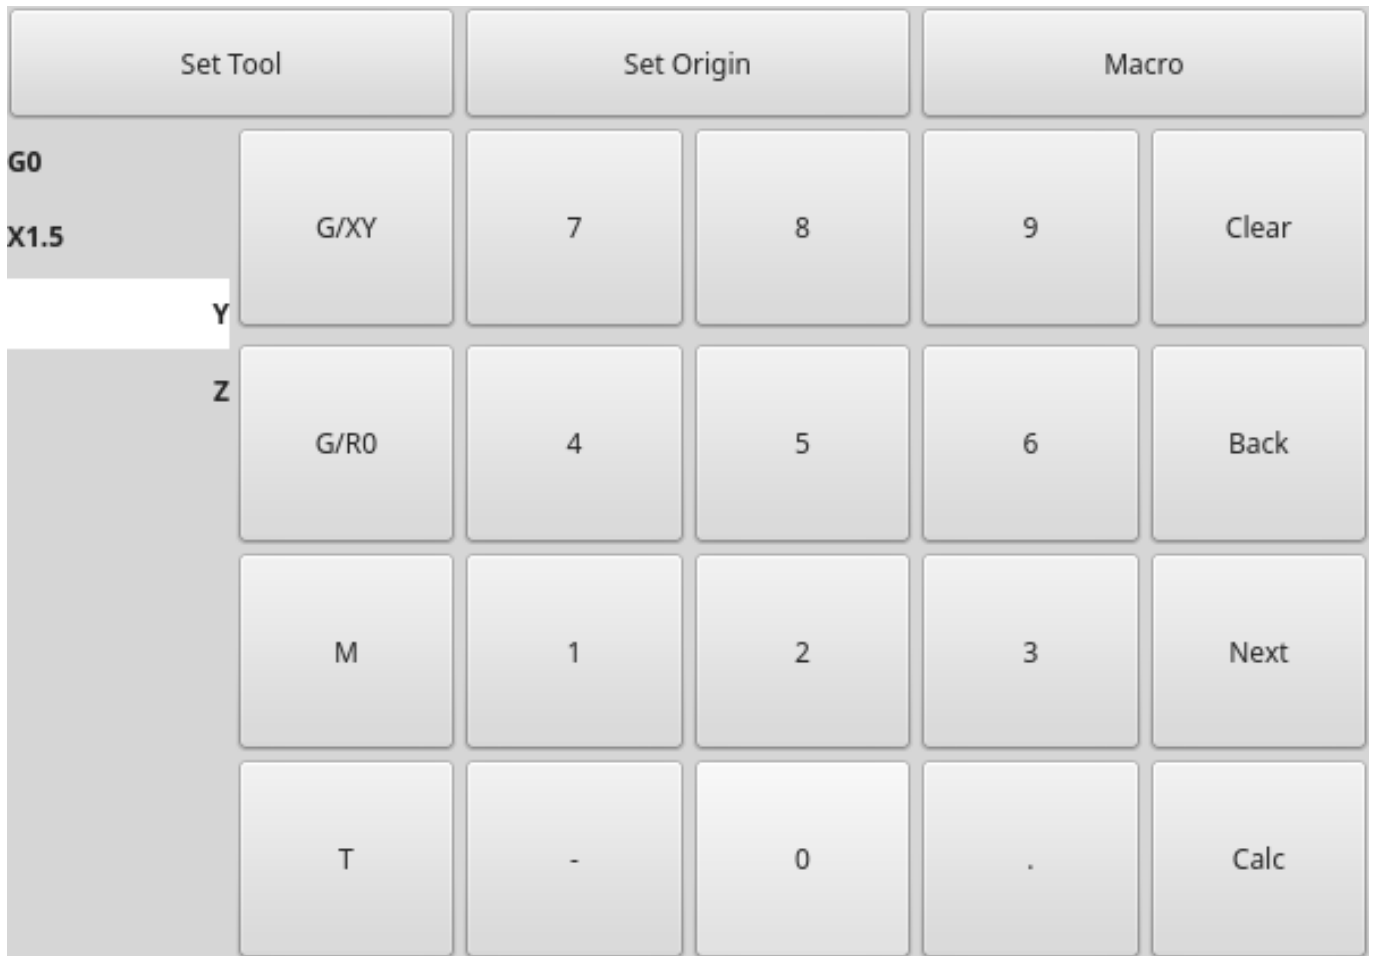 Set Tool Set Origin Macro
G0
X1.5
Y
Z
G/XY 7 8 9 Clear
G/R0 4 5 6 Back
M 1 2 3 Next
T - 0 . Calc